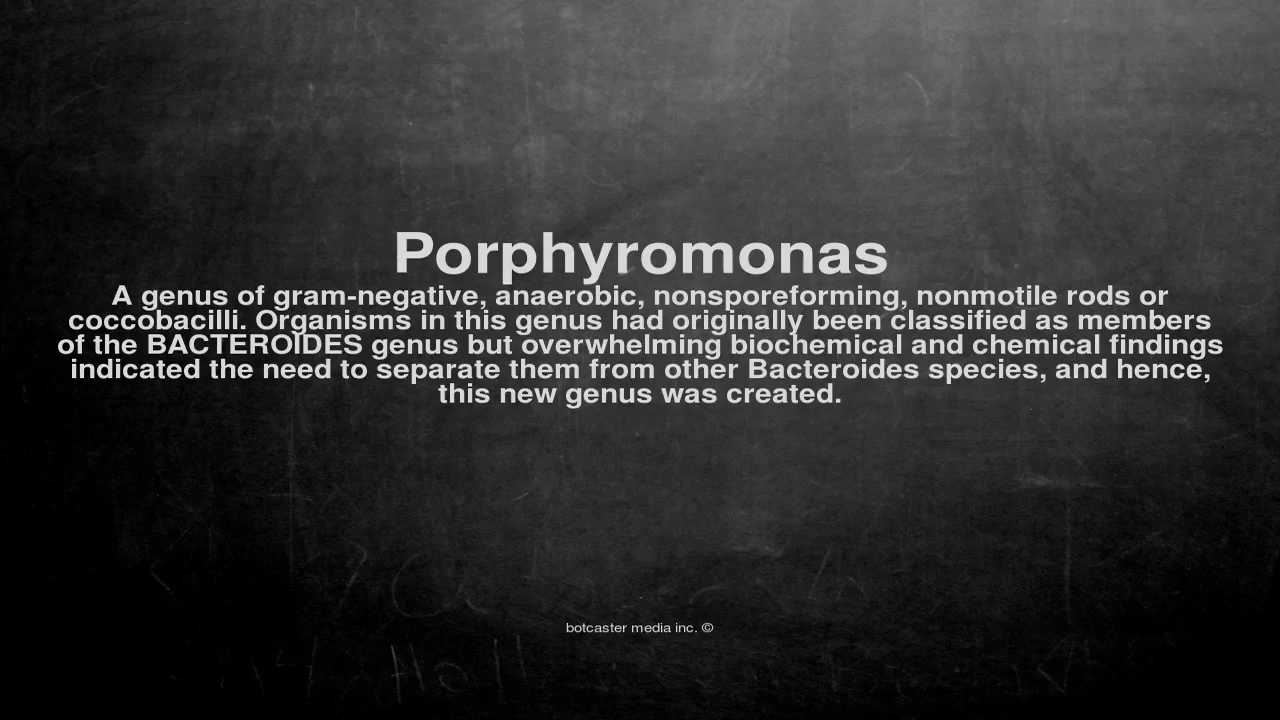 Porphyromonas
A genus of gram-negative, anaerobic, nonsporeforming, nonmotile rods or
coccobacilli. Organisms in this genus had originally been classified as members
of the BACTEROIDES genus but overwhelming biochemical and chemical findings
indicated the need to separate them from other Bacteroides species, and hence,
this new genus was created.
botcaster media inc. ©